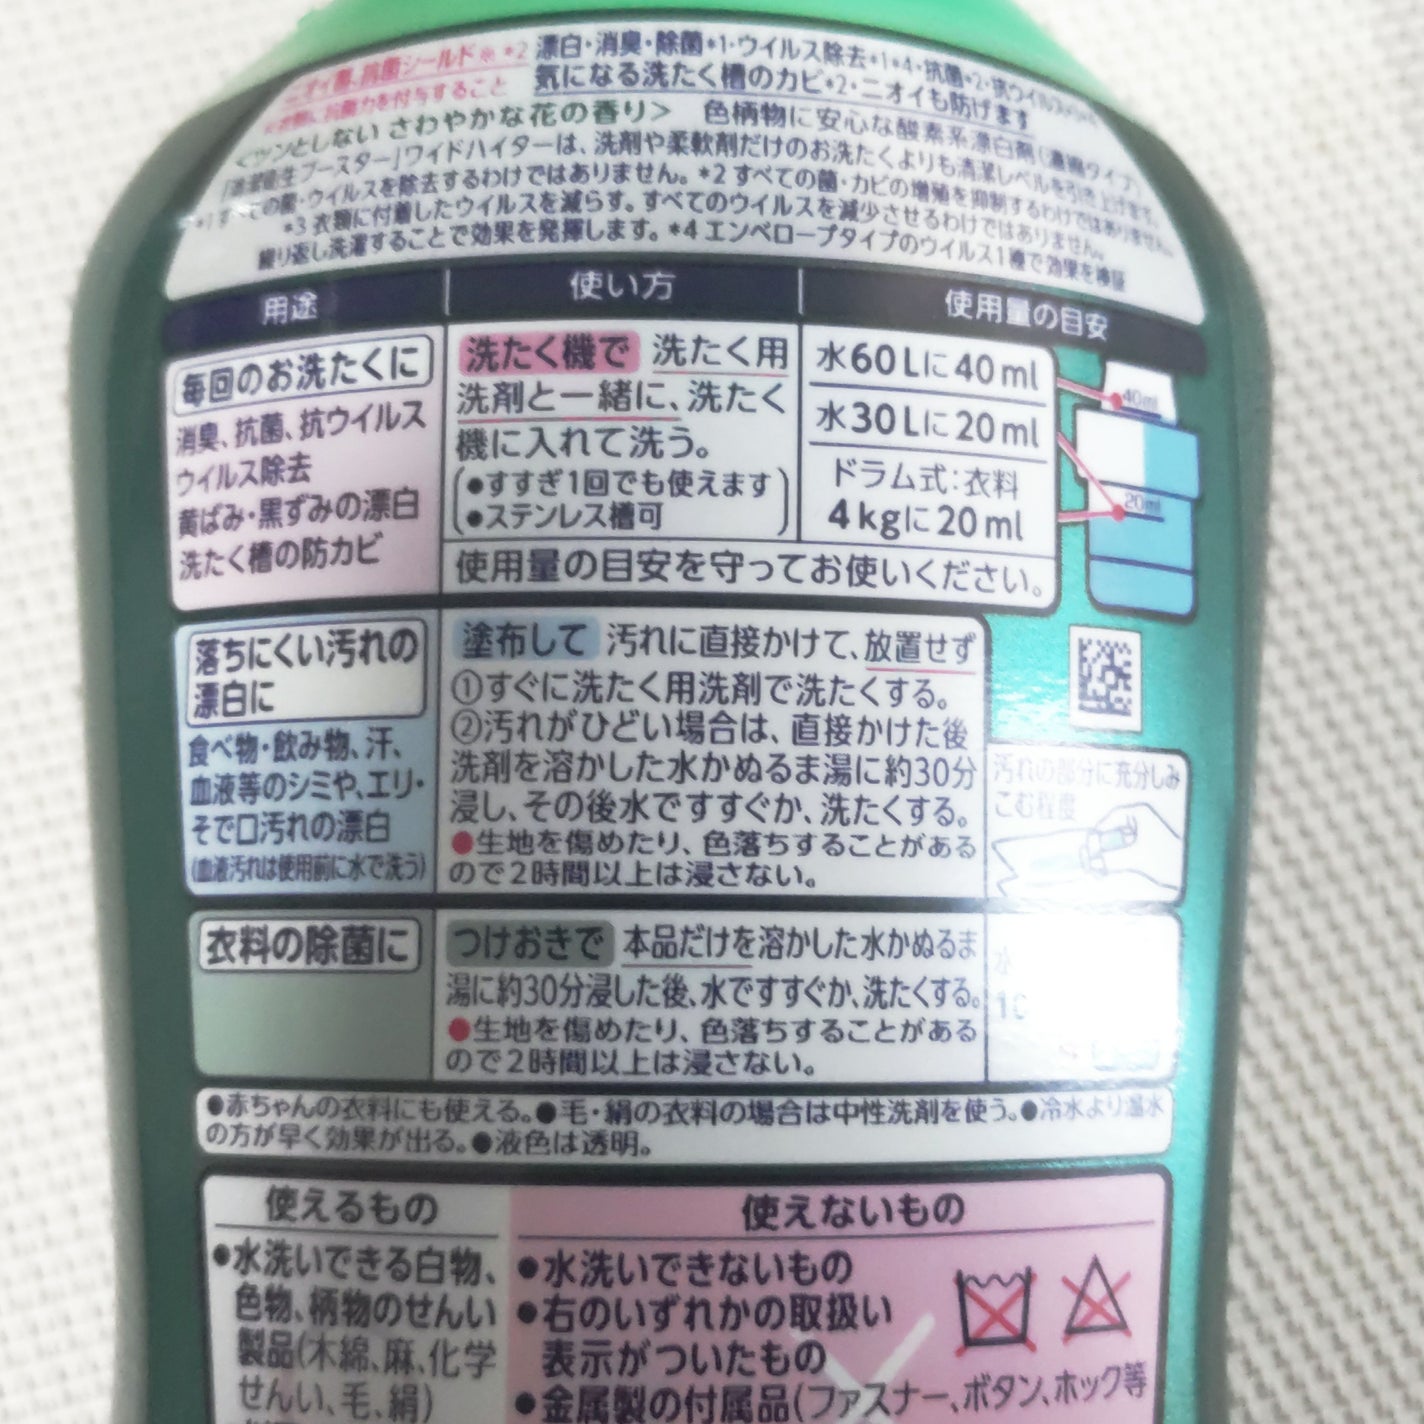 漂白・消臭・除菌*1・ウイルス除去*1*4・抗菌*2・抗ウイルス
気になる洗たく槽のカビ*2・ニオイも防げます
ツンとしない さわやかな花の香り＞ 色柄物に安心な酸素系漂白剤(濃縮タイプ)
ワイドハイターは、洗剤や柔軟剤だけのお洗たくよりも清潔レベルを引き上げます。
*1 すべての菌・ウイルスを除去するわけではありません。*2 すべての菌・カビの増殖を抑制するわけではありません。
*3 衣類に付着したウイルスを減らす。すべてのウイルスを減少させるわけではありません。
繰り返し洗濯することで効果を発揮します。*4 エンベロープタイプのウイルス1種で効果を検証
用途 使い方 使用量の目安
毎回のお洗たくに
消臭、抗菌、抗ウイルス
ウイルス除去
黄ばみ・黒ずみの漂白
洗たく槽の防カビ
洗たく機で 洗たく用
洗剤と一緒に、洗たく
機に入れて洗う。
(●すすぎ1回でも使えます
●ステンレス槽可)
水60Lに40ml
水30Lに20ml
ドラム式:衣料
4kgに20ml
40ml
20ml
使用量の目安を守ってお使いください。
落ちにくい汚れの
漂白に
食べ物・飲み物、汗、
血液等のシミや、エリ・
そで口汚れの漂白
(血液汚れは使用前に水で洗う)
塗布して 汚れに直接かけて、放置せず
①すぐに洗たく用洗剤で洗たくする。
②汚れがひどい場合は、直接かけた後
洗剤を溶かした水かぬるま湯に約30分
浸し、その後水ですすぐか、洗たくする。
●生地を傷めたり、色落ちすることがある
ので2時間以上は浸さない。
汚れの部分に充分しみ
こむ程度
衣料の除菌に
つけおきで 本品だけを溶かした水かぬるま
湯に約30分浸した後、水ですすぐか、洗たくする。
●生地を傷めたり、色落ちすることがある
ので2時間以上は浸さない。
水
●赤ちゃんの衣料にも使える。●毛・絹の衣料の場合は中性洗剤を使う。●冷水より温水
の方が早く効果が出る。●液色は透明。
使えるもの
●水洗いできる白物、
色物、柄物のせんい
製品(木綿、麻、化学
せんい、毛、絹)
使えないもの
●水洗いできないもの
●右のいずれかの取扱い
表示がついたもの
●金属製の付属品(ファスナー、ボタン、ホック等